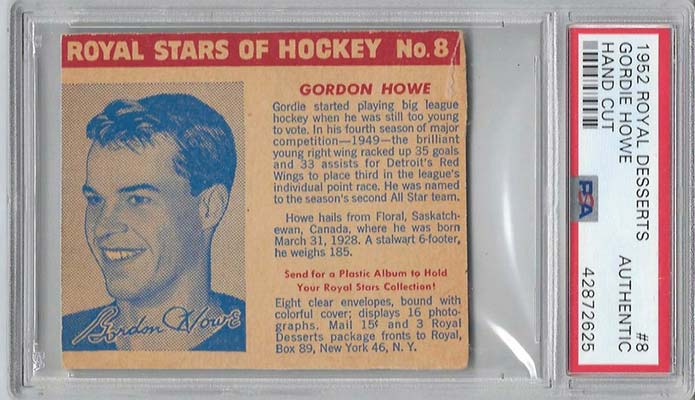 ROYAL STARS OF HOCKEY No. 8
GORDON HOWE
Gordie started playing big league
hockey when he was still too young
to vote. In his fourth season of major
competition—1949—the brilliant
young right wing racked up 35 goals
and 33 assists for Detroit's Red
Wings to place third in the league's
individual point race. He was named
to the season's second All Star team.
Howe hails from Floral, Saskatch-
ewan, Canada, where he was born
March 31, 1928. A stalwart 6-footer,
he weighs 185.
Send for a Plastic Album to Hold
Your Royal Stars Collection!
Eight clear envelopes, bound with
colorful cover; displays 16 photo-
graphs. Mail 15¢ and 3 Royal
Desserts package fronts to Royal,
Box 89, New York 46, N. Y.
Gordon Howe
1952 ROYAL DESSERTS #8
GORDIE HOWE
HAND CUT AUTHENTIC
PSA 42872625